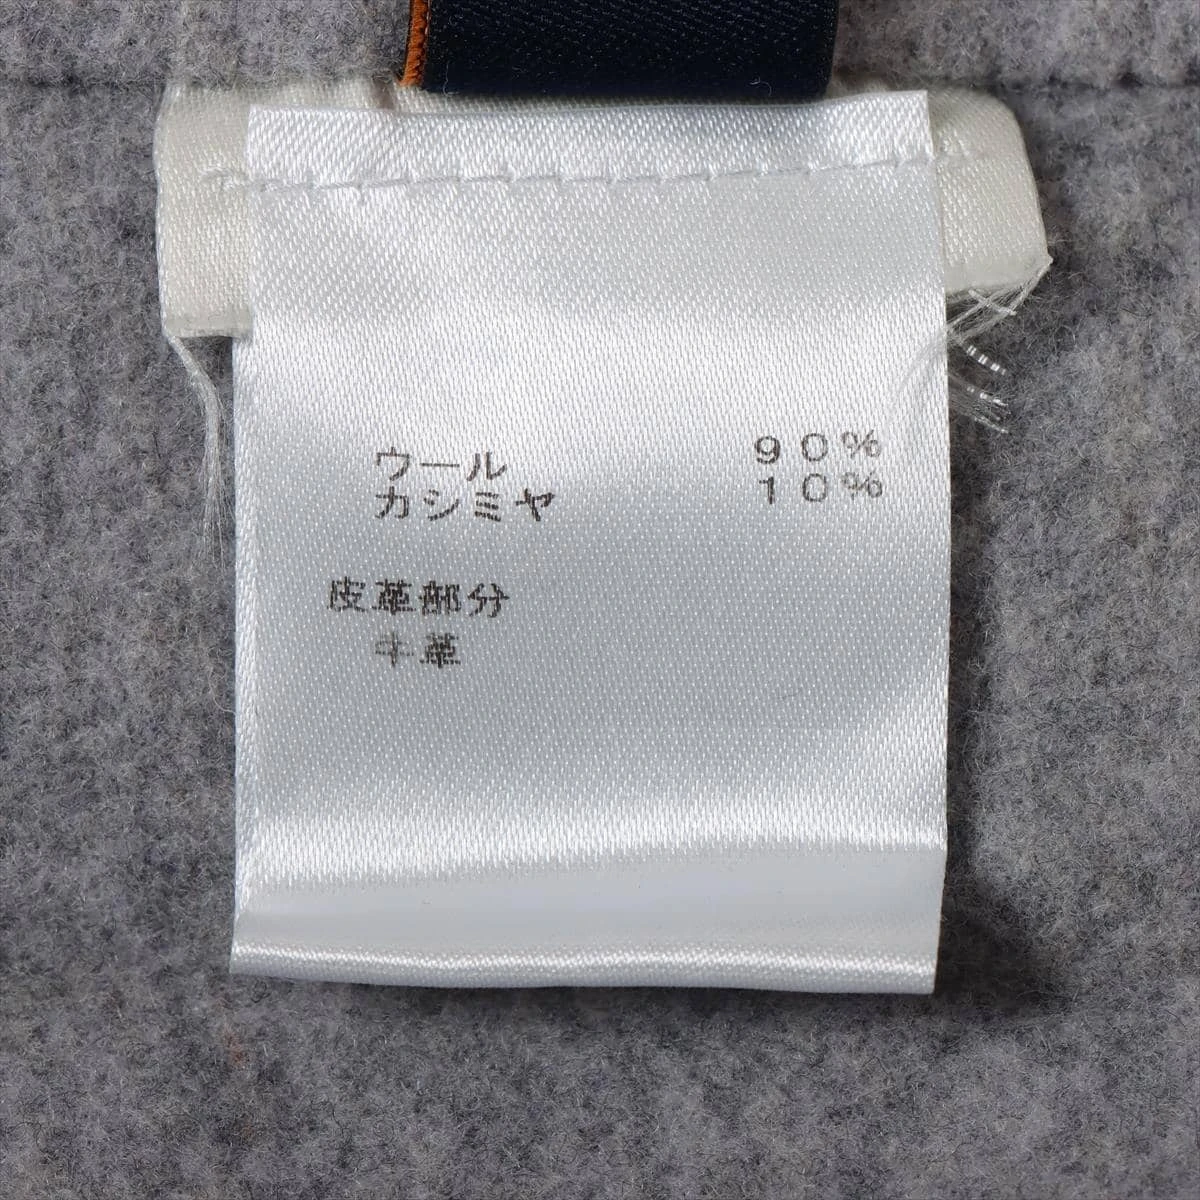 ウール 90%
カシミヤ 10%
皮革部分
牛革